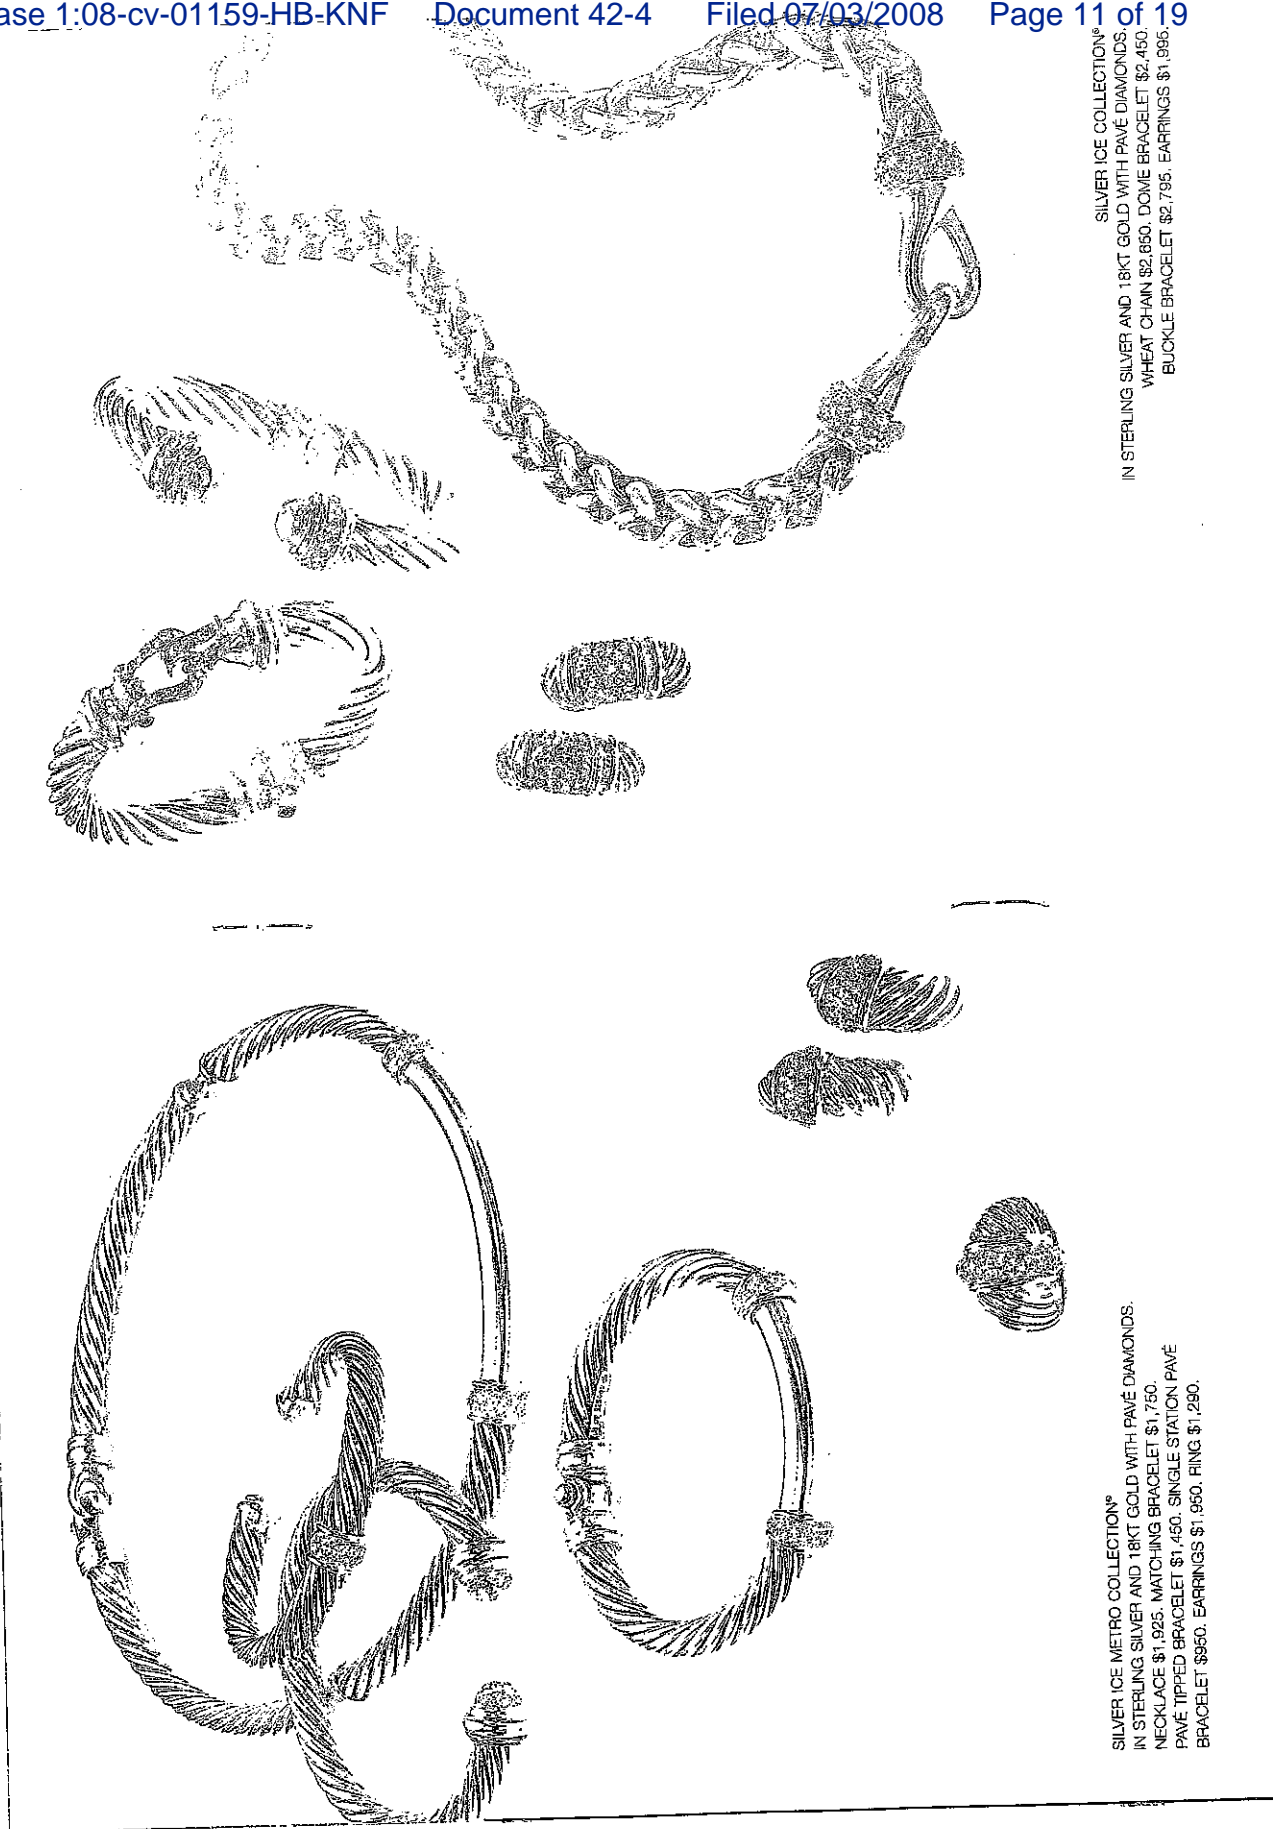 ase 1:08-cv-01159-HB-KNF Document 42-4 Filed 07/03/2008 Page 11 of 19
SILVER ICE COLLECTION®
IN STERLING SILVER AND 18KT GOLD WITH PAVÉ DIAMONDS.
WHEAT CHAIN $2,650. DOME BRACELET $2,450.
BUCKLE BRACELET $2,795. EARRINGS $1,995.
SILVER ICE METRO COLLECTION®
IN STERLING SILVER AND 18KT GOLD WITH PAVÉ DIAMONDS.
NECKLACE $1,925. MATCHING BRACELET $1,750.
PAVÉ TIPPED BRACELET $1,450. SINGLE STATION PAVÉ
BRACELET $950. EARRINGS $1,950. RING $1,290.